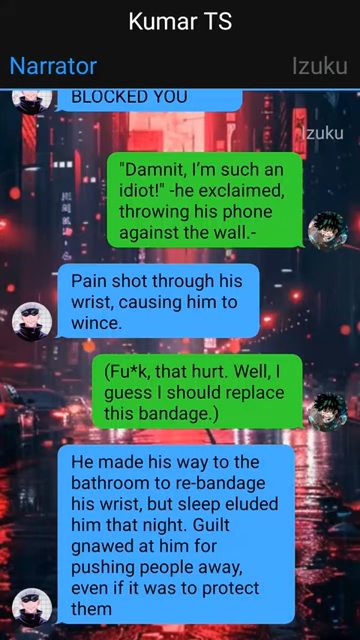 Kumar TS
Narrator
Izuku
BLOCKED YOU
Izuku
"Damnit, I'm such an
idiot!" -he exclaimed,
throwing his phone
against the wall.-
Pain shot through his
wrist, causing him to
wince.
(Fu*k, that hurt. Well, I
guess I should replace
this bandage.)
He made his way to the
bathroom to re-bandage
his wrist, but sleep eluded
him that night. Guilt
gnawed at him for
pushing people away,
even if it was to protect
them